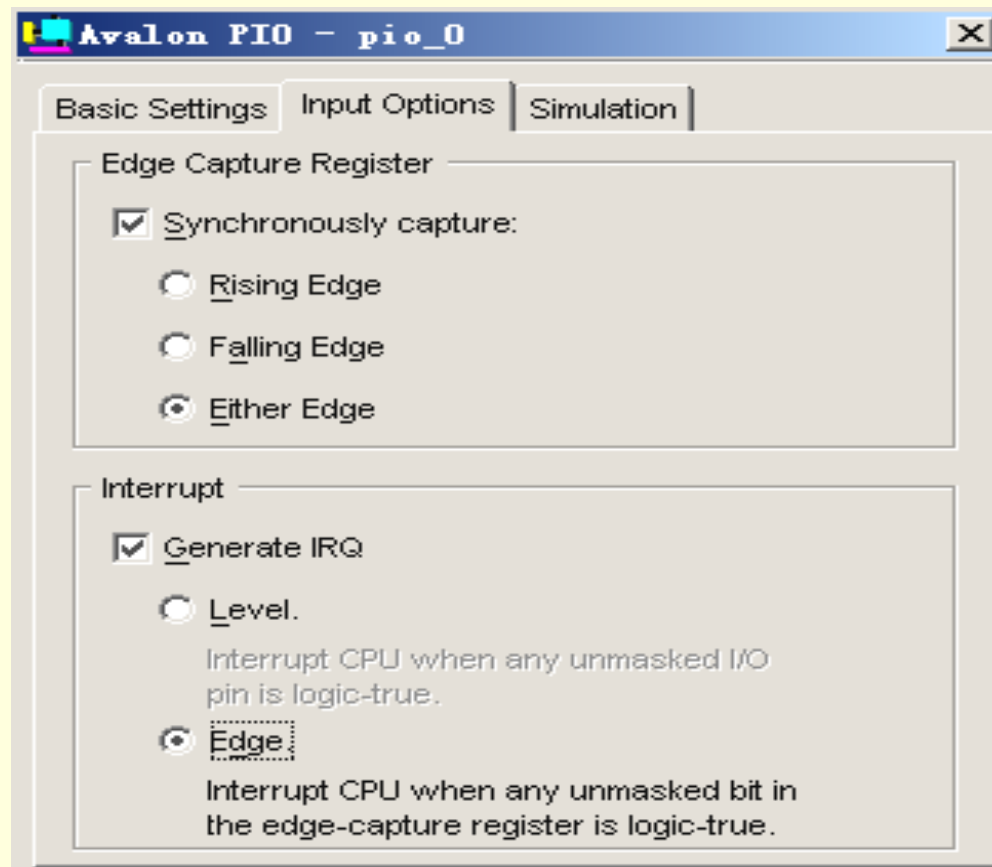 Avalon PIO - pio_0
Basic Settings
Input Options
Simulation
Edge Capture Register
Synchronously capture:
Rising Edge
Falling Edge
Either Edge
Interrupt
Generate IRQ
Level.
Interrupt CPU when any unmasked I/O
pin is logic-true.
Edge.
Interrupt CPU when any unmasked bit in
the edge-capture register is logic-true.